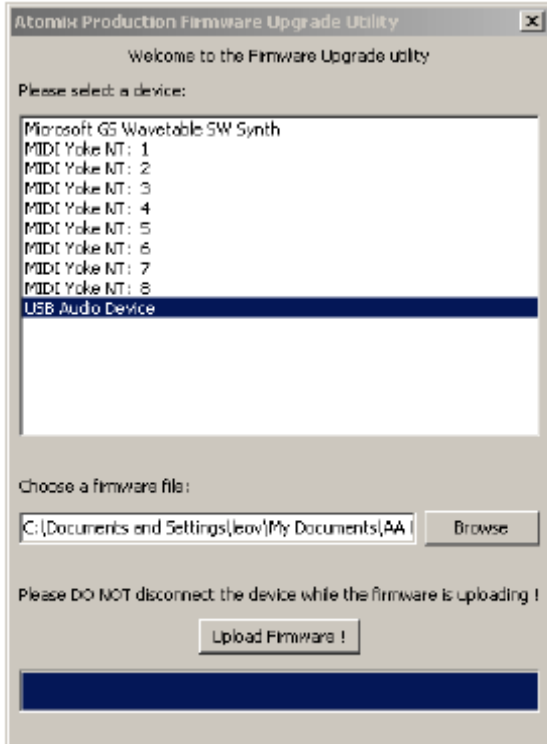 Atomix Production Firmware Upgrade Utility
Welcome to the Firmware Upgrade utility
Please select a device:
Microsoft GS Wavetable SW Synth
MIDI Yoke NT: 1
MIDI Yoke NT: 2
MIDI Yoke NT: 3
MIDI Yoke NT: 4
MIDI Yoke NT: 5
MIDI Yoke NT: 6
MIDI Yoke NT: 7
MIDI Yoke NT: 8
USB Audio Device
Choose a firmware file:
C:\Documents and Settings\leov\My Documents\AA
Browse
Please DO NOT disconnect the device while the firmware is uploading !
Upload Firmware !